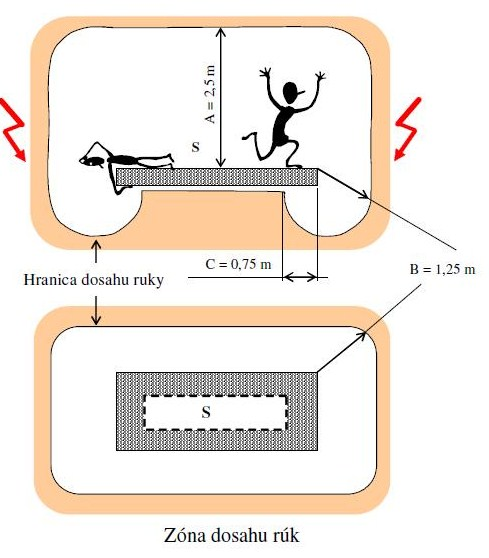 A = 2,5 m
S
C = 0,75 m
Hranica dosahu ruky
B = 1,25 m
S
Zóna dosahu rúk